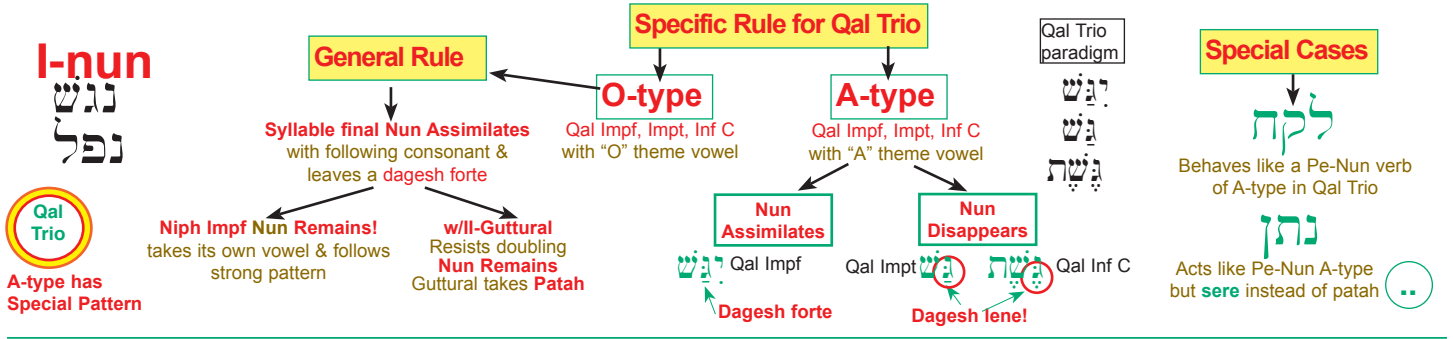 I-nun
נגשׁ
נפל
Qal
Trio
A-type has
Special Pattern
General Rule
Syllable final Nun Assimilates
with following consonant &
leaves a dagesh forte
Niph Impf Nun Remains!
takes its own vowel & follows
strong pattern
w/II-Guttural
Resists doubling
Nun Remains
Guttural takes Patah
Specific Rule for Qal Trio
O-type
Qal Impf, Impt, Inf C
with “O” theme vowel
A-type
Qal Impf, Impt, Inf C
with “A” theme vowel
Nun
Assimilates
יִגַּשׁ Qal Impf
Dagesh forte
Nun
Disappears
Qal Impt גַּשׁ גֶּשֶׁת Qal Inf C
Dagesh lene!
Qal Trio
paradigm
יִגַּשׁ
גַּשׁ
גֶּשֶׁת
Special Cases
לקח
Behaves like a Pe-Nun verb
of A-type in Qal Trio
נתן
Acts like Pe-Nun A-type
but sere instead of patah ..